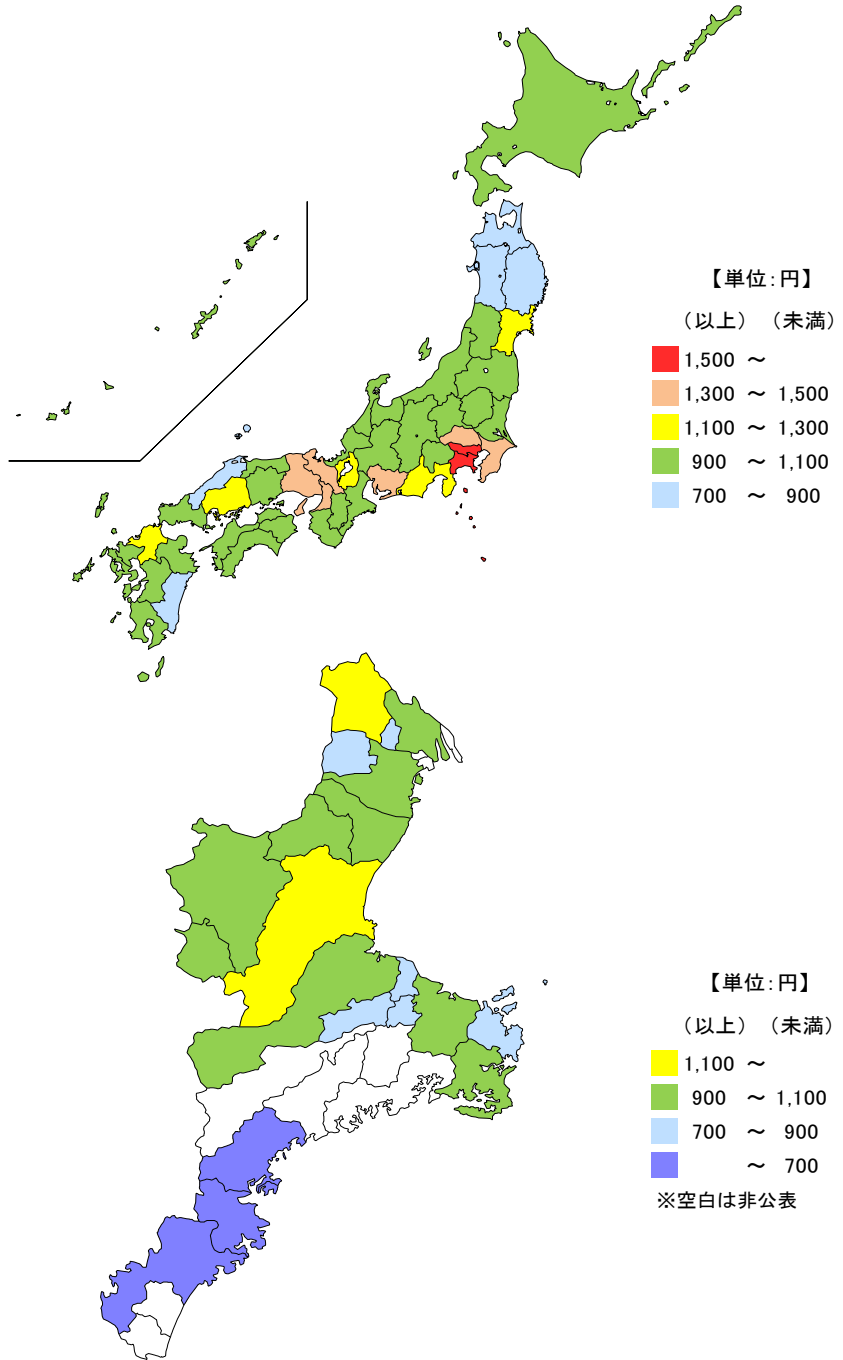 【単位:円】
（以上）（未満）
1,500 ～
1,300 ～ 1,500
1,100 ～ 1,300
900 ～ 1,100
700 ～ 900
【単位:円】
（以上）（未満）
1,100 ～
900 ～ 1,100
700 ～ 900
～ 700
※空白は非公表